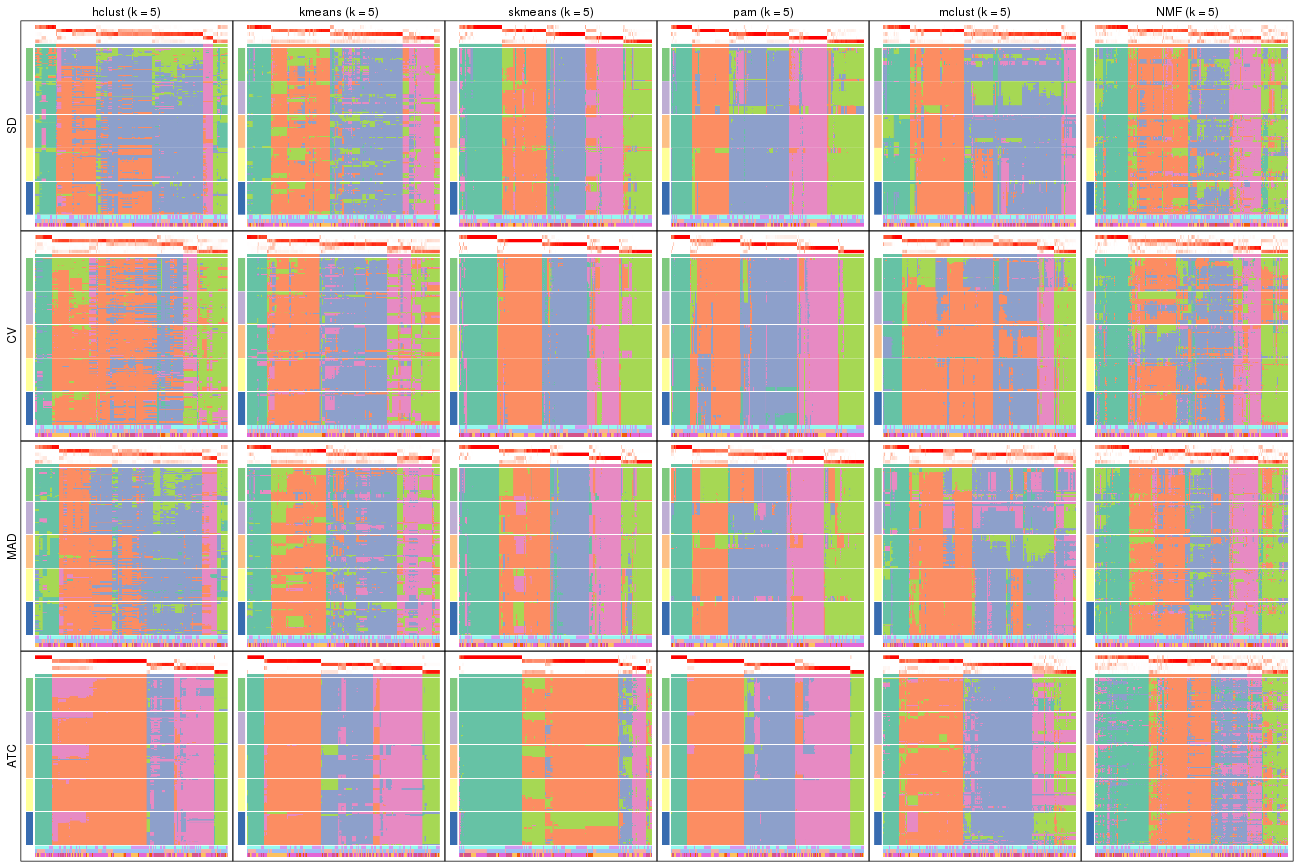 hclust (k = 5)
kmeans (k = 5)
skmeans (k = 5)
pam (k = 5)
mclust (k = 5)
NMF (k = 5)
SD
CV
MAD
ATC